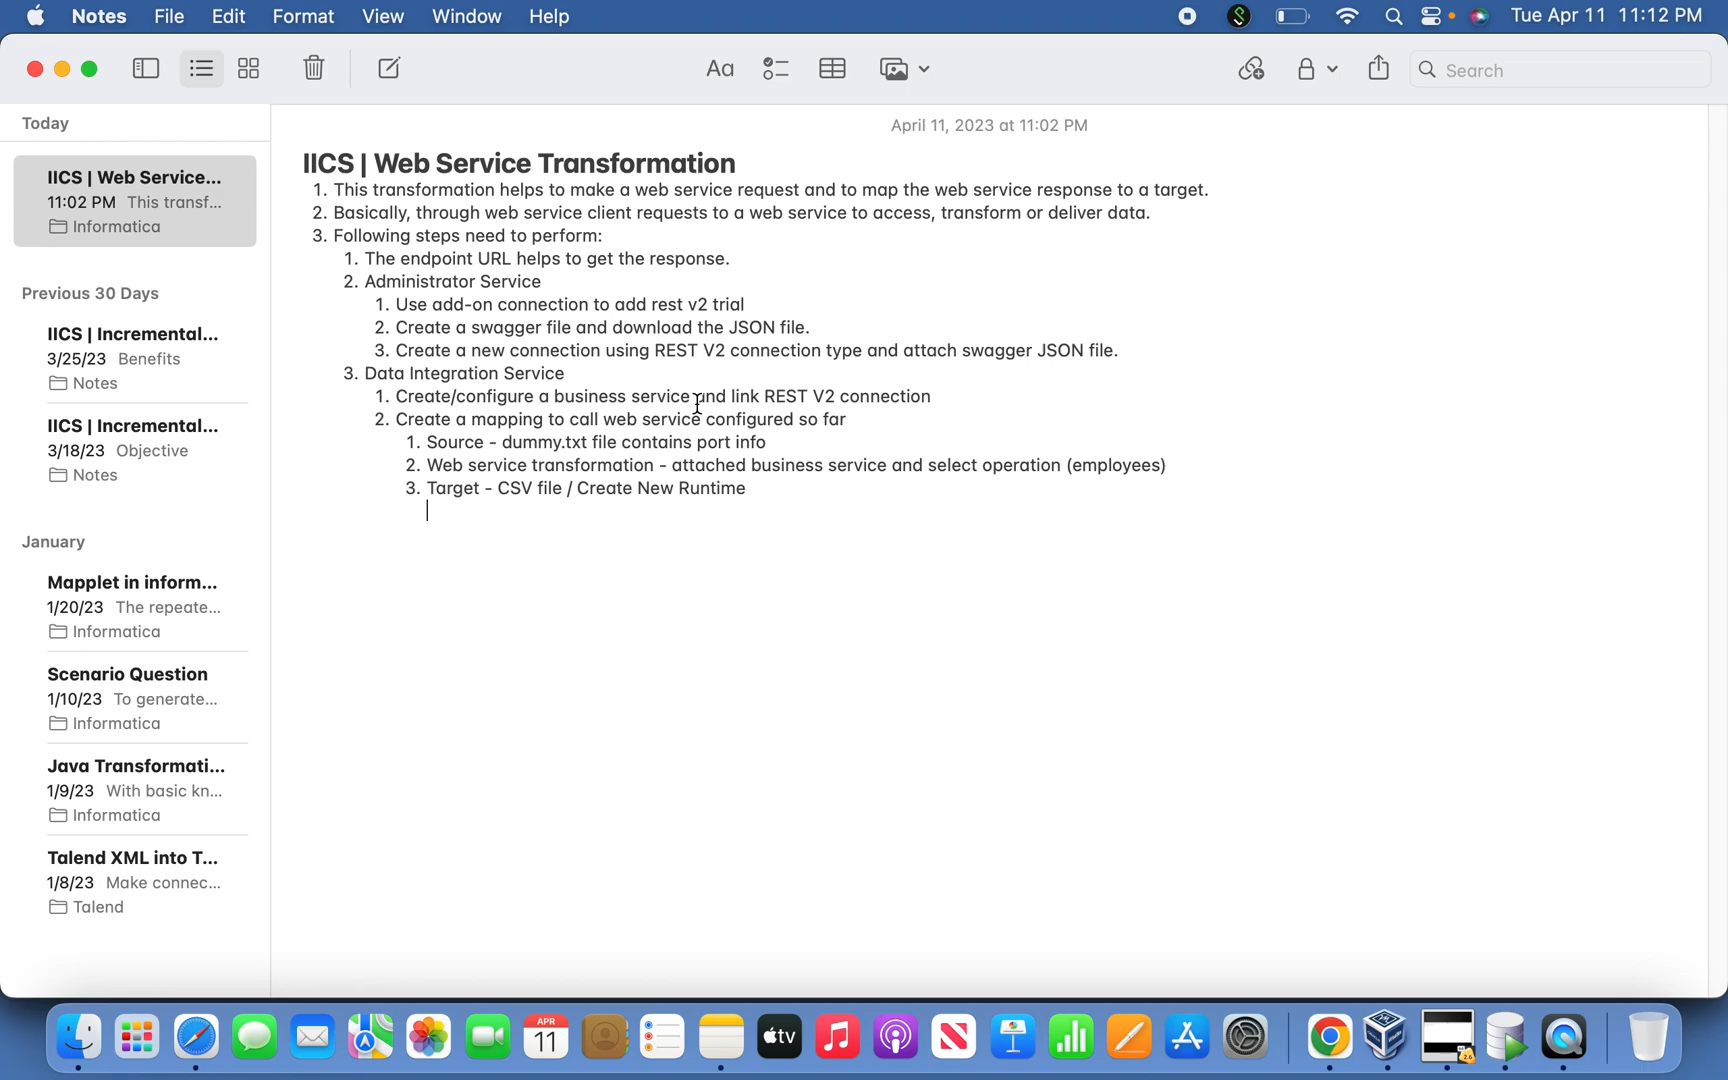 Notes File Edit Format View Window Help Tue Apr 11 11:12 PM
Aa Search
Today
IICS | Web Service...
11:02 PM This transf...
Informatica
Previous 30 Days
IICS | Incremental...
3/25/23 Benefits
Notes
IICS | Incremental...
3/18/23 Objective
Notes
January
Mapplet in inform...
1/20/23 The repeate...
Informatica
Scenario Question
1/10/23 To generate...
Informatica
Java Transformati...
1/9/23 With basic kn...
Informatica
Talend XML into T...
1/8/23 Make connec...
Talend
April 11, 2023 at 11:02 PM
IICS | Web Service Transformation
1. This transformation helps to make a web service request and to map the web service response to a target.
2. Basically, through web service client requests to a web service to access, transform or deliver data.
3. Following steps need to perform:
1. The endpoint URL helps to get the response.
2. Administrator Service
1. Use add-on connection to add rest v2 trial
2. Create a swagger file and download the JSON file.
3. Create a new connection using REST V2 connection type and attach swagger JSON file.
3. Data Integration Service
1. Create/configure a business service and link REST V2 connection
2. Create a mapping to call web service configured so far
1. Source - dummy.txt file contains port info
2. Web service transformation - attached business service and select operation (employees)
3. Target - CSV file / Create New Runtime
APR
11
tv